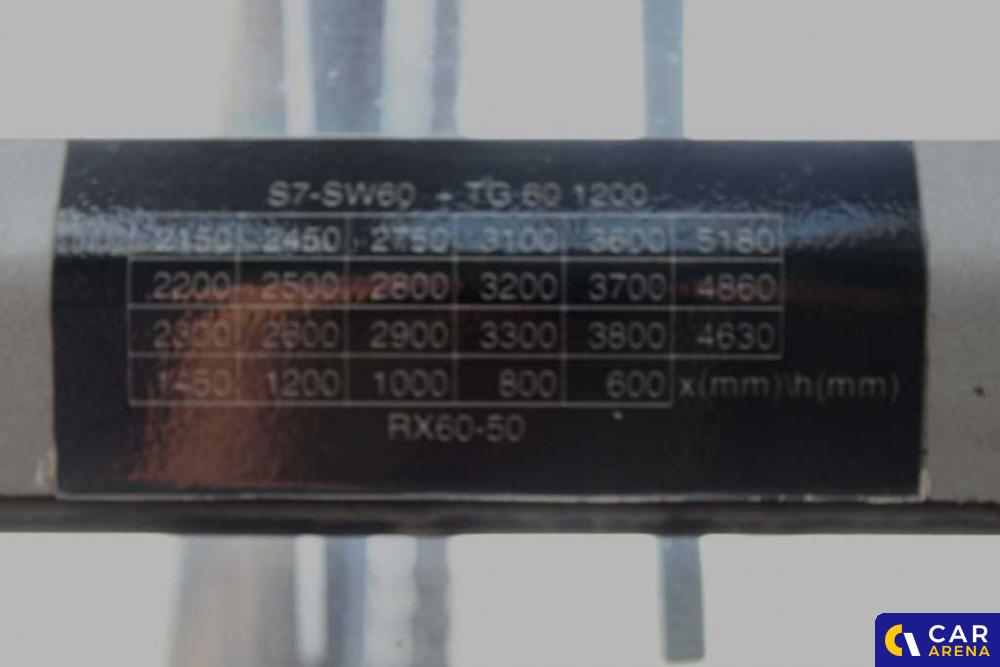 S7-SW60 - TG 60 1200
2150 2450 2750 3100 3600 5180
2200 2500 2800 3200 3700 4860
2300 2600 2900 3300 3800 4630
1450 1200 1000 800 600 x(mm)\h(mm)
RX60-50
CAR
ARENA